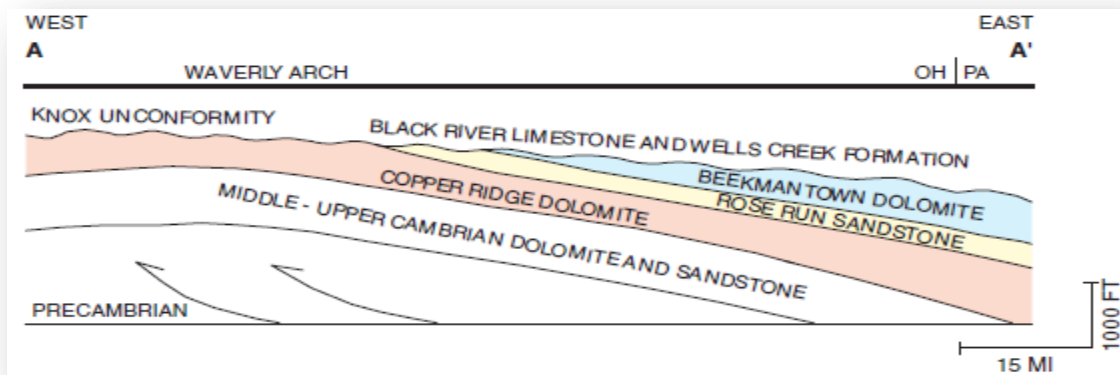 WEST
EAST
A
A'
WAVERLY ARCH
OH PA
KNOX UNCONFORMITY
BLACK RIVER LIMESTONE AND WELLS CREEK FORMATION
BEEKMANTOWN DOLOMITE
COPPER RIDGE DOLOMITE
ROSE RUN SANDSTONE
MIDDLE - UPPER CAMBRIAN DOLOMITE AND SANDSTONE
PRECAMBRIAN
1000 FT
15 MI